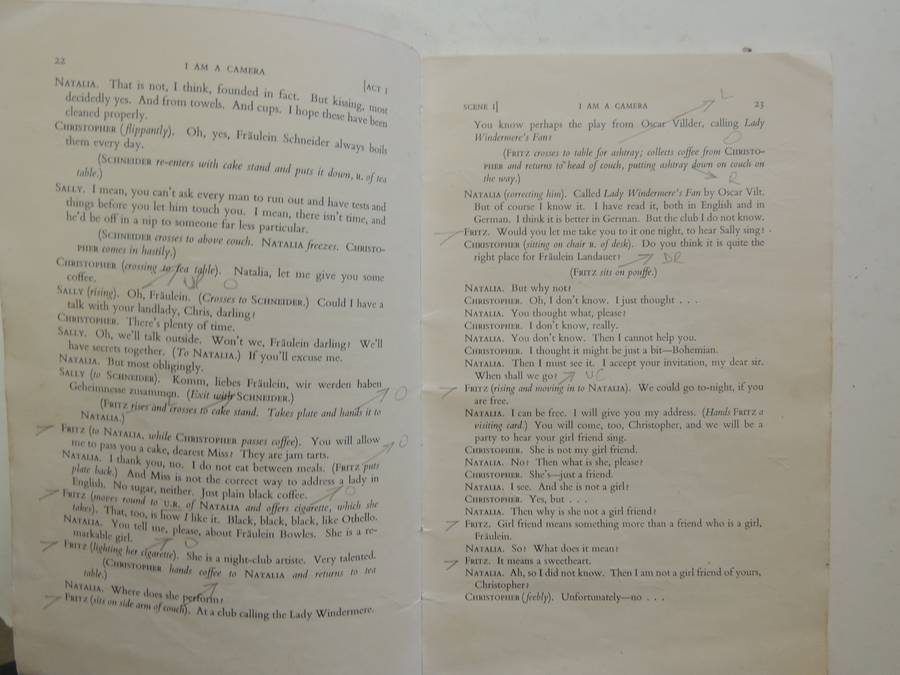 22
I AM A CAMERA
[ACT I
NATALIA. That is not, I think, founded in fact. But kissing, most
decidedly yes. And from towels. And cups. I hope these have been
cleaned properly.
CHRISTOPHER (flippantly). Oh, yes, Fräulein Schneider always boils
them every day.
(SCHNEIDER re-enters with cake stand and puts it down, R. of tea
table.)
SALLY. I mean, you can't ask every man to run out and have tests and
things before you let him touch you. I mean, there isn't time, and
he'd be off in a nip to someone far less particular.
(SCHNEIDER crosses to above couch. NATALIA freezes. CHRISTO-
PHER comes in hastily.)
CHRISTOPHER (crossing to tea table). Natalia, let me give you some
coffee.
UP O
SALLY (rising). Oh, Fräulein. (Crosses to SCHNEIDER.) Could I have a
talk with your landlady, Chris, darling?
CHRISTOPHER. There's plenty of time.
SALLY. Oh, we'll talk outside. Won't we, Fräulein darling? We'll
have secrets together. (To NATALIA.) If you'll excuse me.
NATALIA. But most obligingly.
SALLY (to SCHNEIDER). Komm, liebes Fräulein, wir werden haben
Geheimnesse zusammen. (Exit with SCHNEIDER.)
O
(FRITZ rises and crosses to cake stand. Takes plate and hands it to
NATALIA.)
FRITZ (to NATALIA, while CHRISTOPHER passes coffee). You will allow
me to pass you a cake, dearest Miss? They are jam tarts.
O
NATALIA. I thank you, no. I do not eat between meals. (FRITZ puts
plate back.) And Miss is not the correct way to address a lady in
English. No sugar, neither. Just plain black coffee.
O
FRITZ (moves round to U.R. of NATALIA and offers cigarette, which she
takes). That, too, is how I like it. Black, black, black, like Othello.
NATALIA. You tell me, please, about Fräulein Bowles. She is a re-
markable girl.
O
FRITZ (lighting her cigarette). She is a night-club artiste. Very talented.
(CHRISTOPHER hands coffee to NATALIA and returns to tea
table.)
NATALIA. Where does she perform?
FRITZ (sits on side arm of couch). At a club calling the Lady Windermere.
SCENE I]
I AM A CAMERA
23
L
You know perhaps the play from Oscar Villder, calling Lady
Windermere's Fan?
O
(FRITZ crosses to table for ashtray; collects coffee from CHRISTO-
PHER and returns to head of couch, putting ashtray down on couch on
the way.)
R
NATALIA (correcting him). Called Lady Windermere's Fan by Oscar Vilt.
But of course I know it. I have read it, both in English and in
German. I think it is better in German. But the club I do not know.
FRITZ. Would you let me take you to it one night, to hear Sally sing?
CHRISTOPHER (sitting on chair R. of desk). Do you think it is quite the
right place for Fräulein Landauer?
DR
(FRITZ sits on pouffe.)
NATALIA. But why not?
CHRISTOPHER. Oh, I don't know. I just thought . . .
NATALIA. You thought what, please?
CHRISTOPHER. I don't know, really.
NATALIA. You don't know. Then I cannot help you.
CHRISTOPHER. I thought it might be just a bit—Bohemian.
NATALIA. Then I must see it. I accept your invitation, my dear sir.
When shall we go?
UC
FRITZ (rising and moving in to NATALIA). We could go to-night, if you
are free.
NATALIA. I can be free. I will give you my address. (Hands FRITZ a
visiting card.) You will come, too, Christopher, and we will be a
party to hear your girl friend sing.
CHRISTOPHER. She is not my girl friend.
NATALIA. No? Then what is she, please?
CHRISTOPHER. She's—just a friend.
NATALIA. I see. And she is not a girl?
CHRISTOPHER. Yes, but . . .
NATALIA. Then why is she not a girl friend?
FRITZ. Girl friend means something more than a friend who is a girl,
Fräulein.
NATALIA. So? What does it mean?
FRITZ. It means a sweetheart.
NATALIA. Ah, so I did not know. Then I am not a girl friend of yours,
Christopher?
CHRISTOPHER (feebly). Unfortunately—no . . .